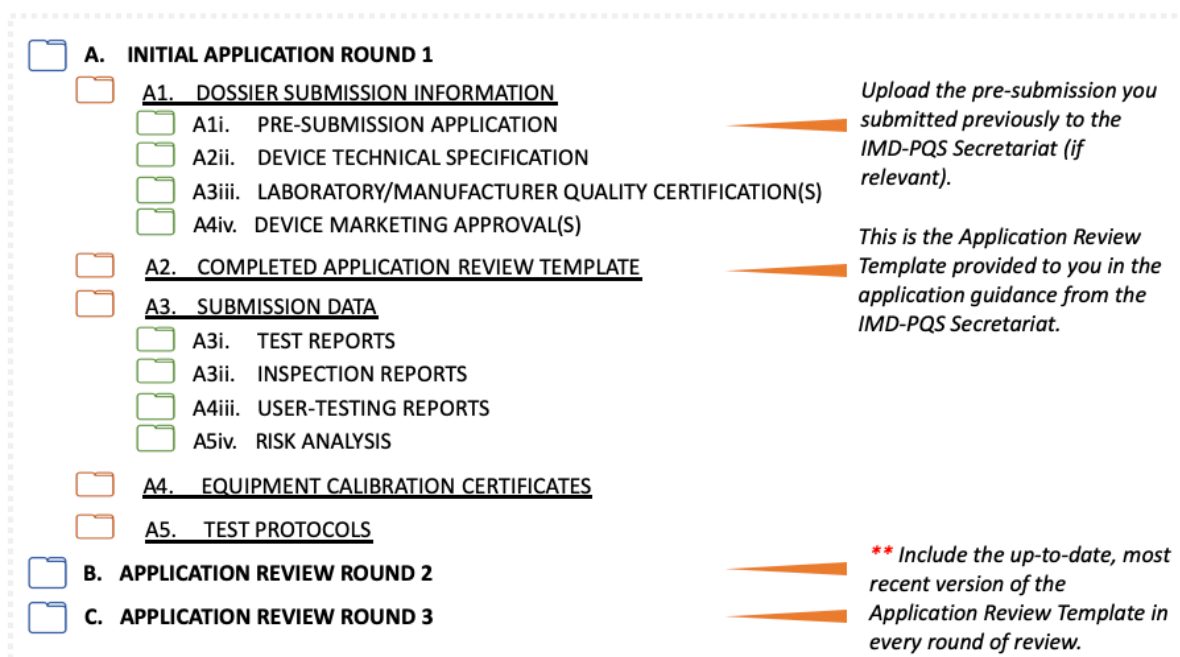 A. INITIAL APPLICATION ROUND 1
A1. DOSSIER SUBMISSION INFORMATION
A1i. PRE-SUBMISSION APPLICATION
A2ii. DEVICE TECHNICAL SPECIFICATION
A3iii. LABORATORY/MANUFACTURER QUALITY CERTIFICATION(S)
A4iv. DEVICE MARKETING APPROVAL(S)
Upload the pre-submission you
submitted previously to the
IMD-PQS Secretariat (if
relevant).
A2. COMPLETED APPLICATION REVIEW TEMPLATE
This is the Application Review
Template provided to you in the
application guidance from the
IMD-PQS Secretariat.
A3. SUBMISSION DATA
A3i. TEST REPORTS
A3ii. INSPECTION REPORTS
A4iii. USER-TESTING REPORTS
A5iv. RISK ANALYSIS
A4. EQUIPMENT CALIBRATION CERTIFICATES
A5. TEST PROTOCOLS
B. APPLICATION REVIEW ROUND 2
C. APPLICATION REVIEW ROUND 3
** Include the up-to-date, most
recent version of the
Application Review Template in
every round of review.